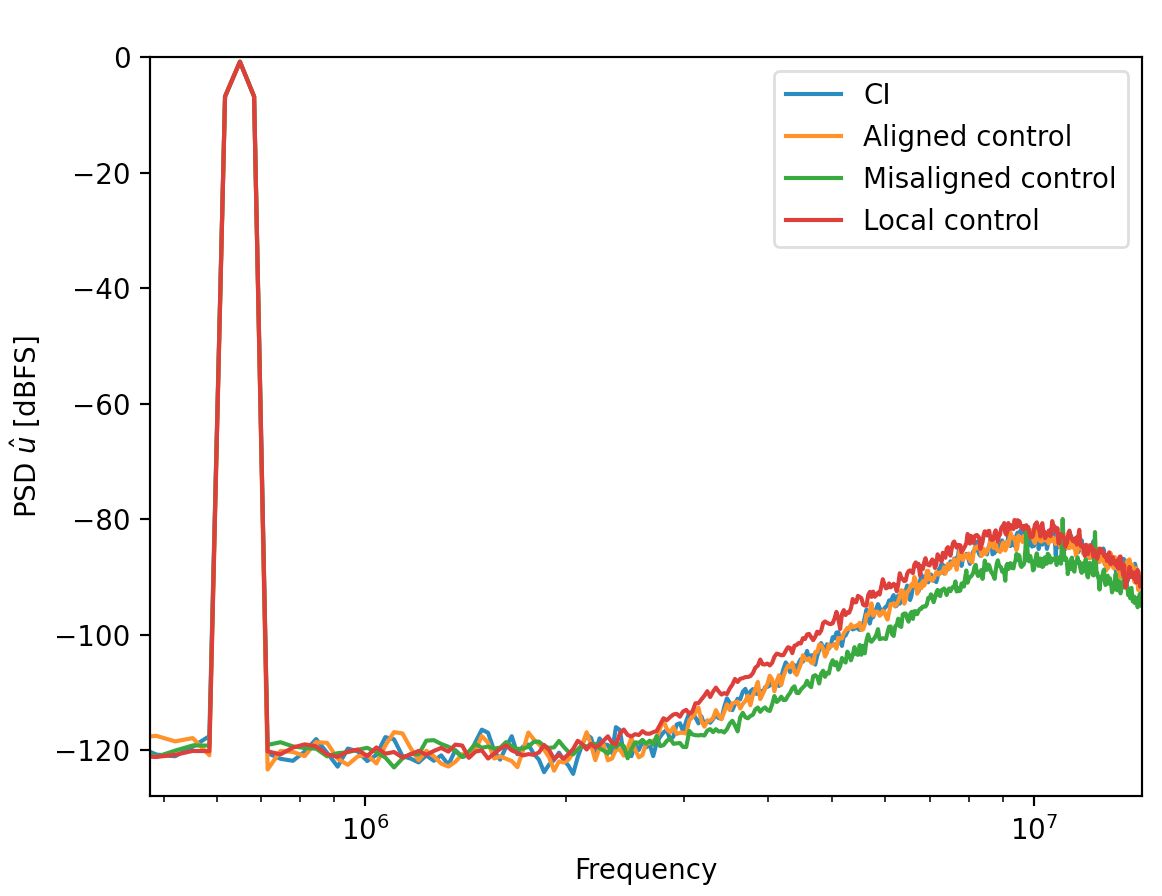 0
−20
−40
−60
−80
−100
−120
PSD û [dBFS]
CI
Aligned control
Misaligned control
Local control
10⁶
10⁷
Frequency